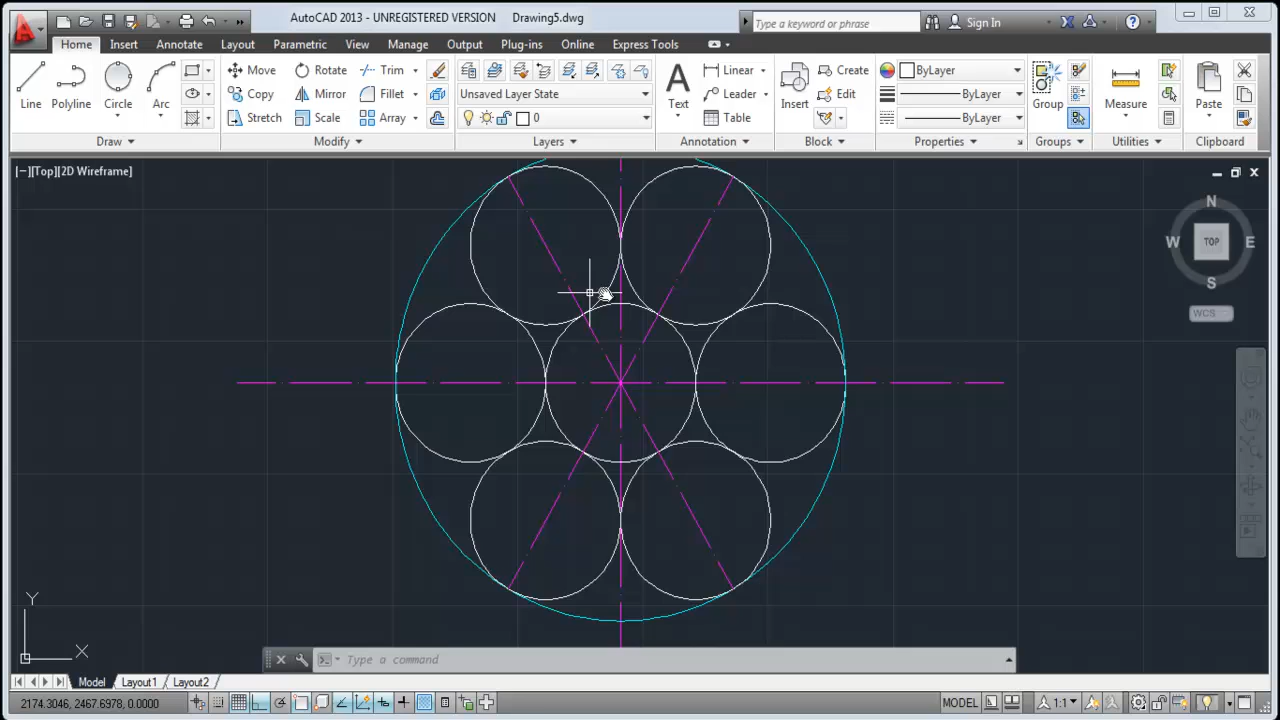 AutoCAD 2013 - UNREGISTERED VERSION Drawing5.dwg
Type a keyword or phrase
Sign In
Home Insert Annotate Layout Parametric View Manage Output Plug-ins Online Express Tools
Line Polyline Circle Arc
Move Rotate Trim
Copy Mirror Fillet
Stretch Scale Array
Unsaved Layer State
0
Text
Linear
Leader
Table
Insert
Create
Edit
ByLayer
ByLayer
ByLayer
Group
Measure
Paste
Draw Modify Layers Annotation Block Properties Groups Utilities Clipboard
[−][Top][2D Wireframe]
N
W TOP E
S
WCS
Y
X
Type a command
Model Layout1 Layout2
2174.3046, 2467.6978, 0.0000
MODEL
1:1